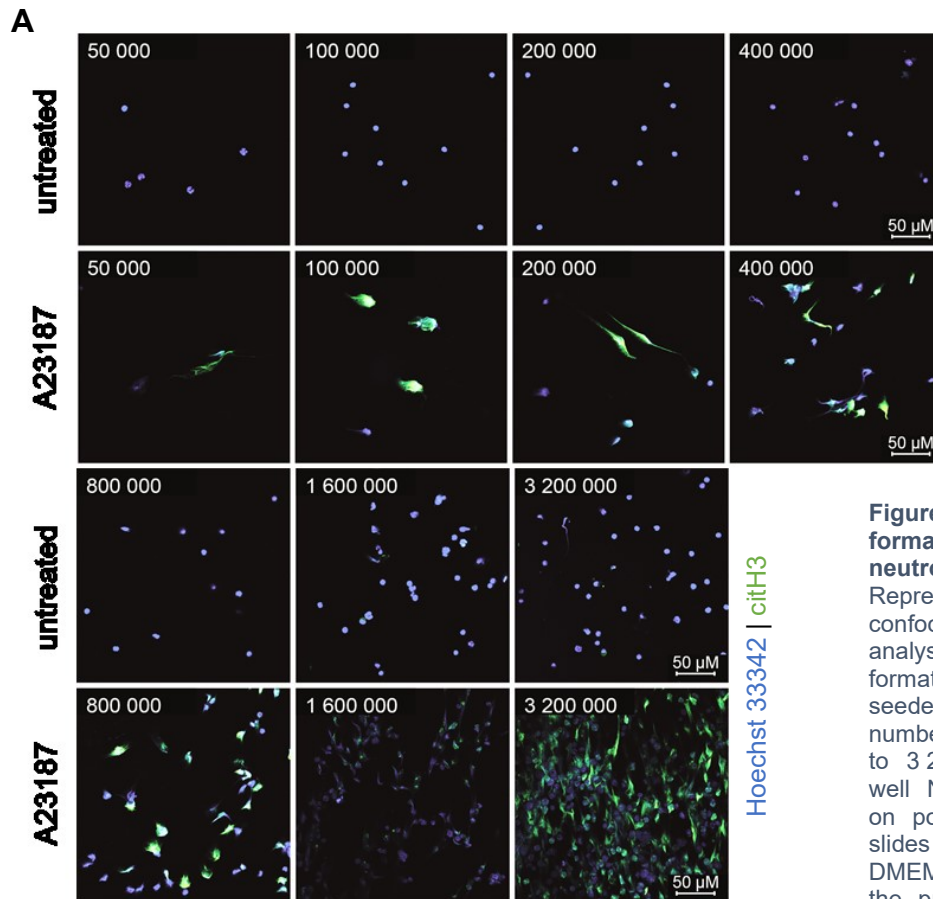 A
untreated
50 000
100 000
200 000
400 000
50 µM
A23187
50 000
100 000
200 000
400 000
50 µM
untreated
800 000
1 600 000
3 200 000
50 µM
A23187
800 000
1 600 000
3 200 000
50 µM
Hoechst 33342 | citH3
Figure
forma
neutro
Repre
confoc
analys
format
seede
numbe
to 3 2
well N
on po
slides
DMEM
the p